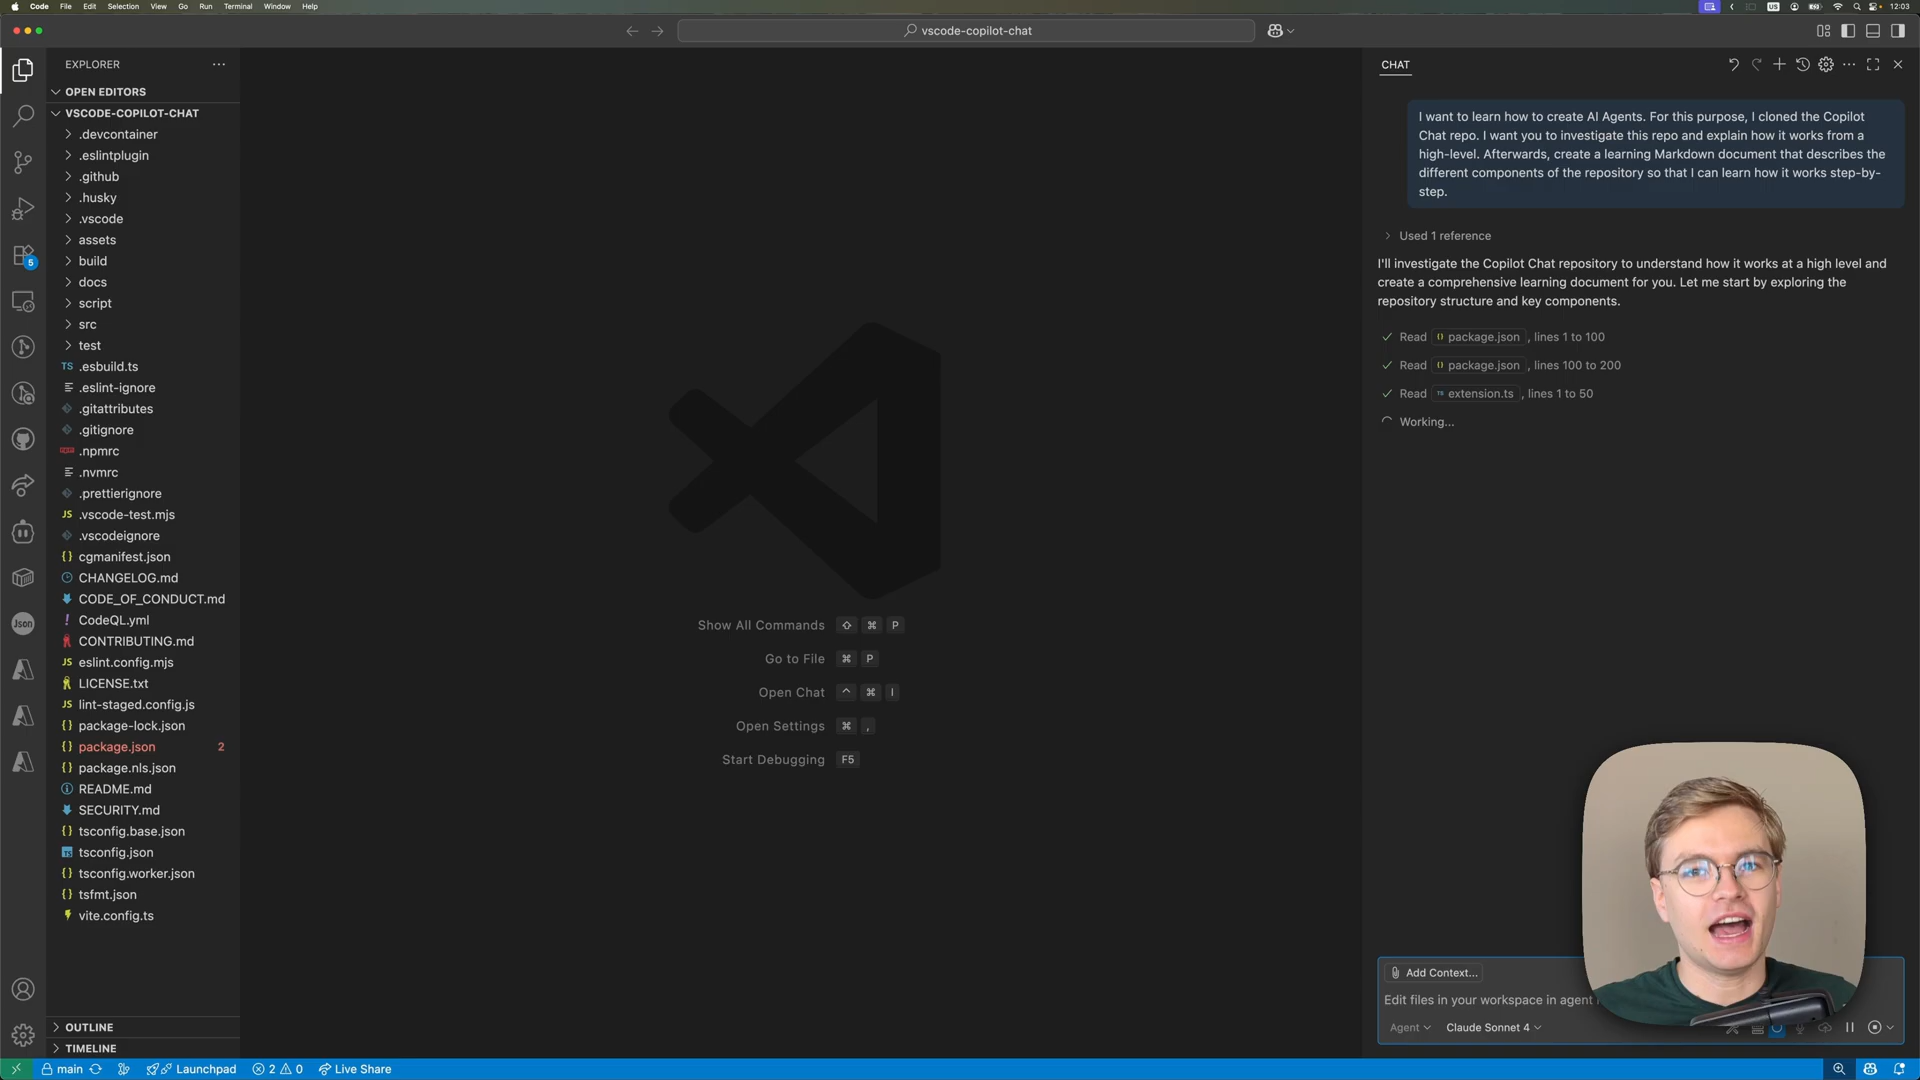 Code File Edit Selection View Go Run Terminal Window Help
US
12:03
vscode-copilot-chat
EXPLORER
OPEN EDITORS
VSCODE-COPILOT-CHAT
.devcontainer
.eslintplugin
.github
.husky
.vscode
assets
build
docs
script
src
test
TS .esbuild.ts
.eslint-ignore
.gitattributes
.gitignore
.npmrc
.nvmrc
.prettierignore
JS .vscode-test.mjs
.vscodeignore
{} cgmanifest.json
CHANGELOG.md
CODE_OF_CONDUCT.md
! CodeQL.yml
CONTRIBUTING.md
JS eslint.config.mjs
LICENSE.txt
JS lint-staged.config.js
{} package-lock.json
{} package.json 2
{} package.nls.json
README.md
SECURITY.md
{} tsconfig.base.json
TS tsconfig.json
{} tsconfig.worker.json
{} tsfmt.json
vite.config.ts
OUTLINE
TIMELINE
5
Json
Show All Commands ⇧ ⌘ P
Go to File ⌘ P
Open Chat ^ ⌘ I
Open Settings ⌘ ,
Start Debugging F5
CHAT
I want to learn how to create AI Agents. For this purpose, I cloned the Copilot
Chat repo. I want you to investigate this repo and explain how it works from a
high-level. Afterwards, create a learning Markdown document that describes the
different components of the repository so that I can learn how it works step-by-
step.
Used 1 reference
I'll investigate the Copilot Chat repository to understand how it works at a high level and
create a comprehensive learning document for you. Let me start by exploring the
repository structure and key components.
Read {} package.json , lines 1 to 100
Read {} package.json , lines 100 to 200
Read TS extension.ts , lines 1 to 50
Working...
Add Context...
Edit files in your workspace in agent
Agent Claude Sonnet 4
main Launchpad 2 0 Live Share